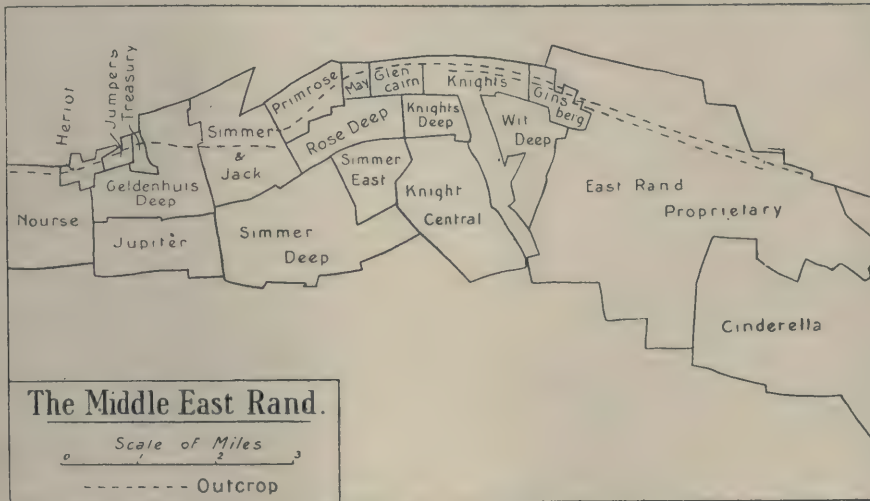 Heriot
Jumpers
Treasury
Primrose
May
Glen
cairn
Knights
Gins
berg
Simmer
& Jack
Rose Deep
Knights
Deep
Wit
Deep
Geldenhuis
Deep
Simmer
East
Knight
Central
East Rand
Proprietary
Nourse
Jupiter
Simmer
Deep
Cinderella
The Middle East Rand.
Scale of Miles
0 1 2 3
Outcrop